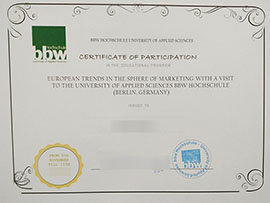 Hochschule
bbw
BBW HOCHSCHULE UNIVERSITY OF APPLIED SCIENCES
CERTIFICATE OF PARTICIPATION
IN THE EDUCATIONAL PROGRAM
EUROPEAN TRENDS IN THE SPHERE OF MARKETING WITH A VISIT
TO THE UNIVERSITY OF APPLIED SCIENCES BBW HOCHSCHULE
(BERLIN, GERMANY)